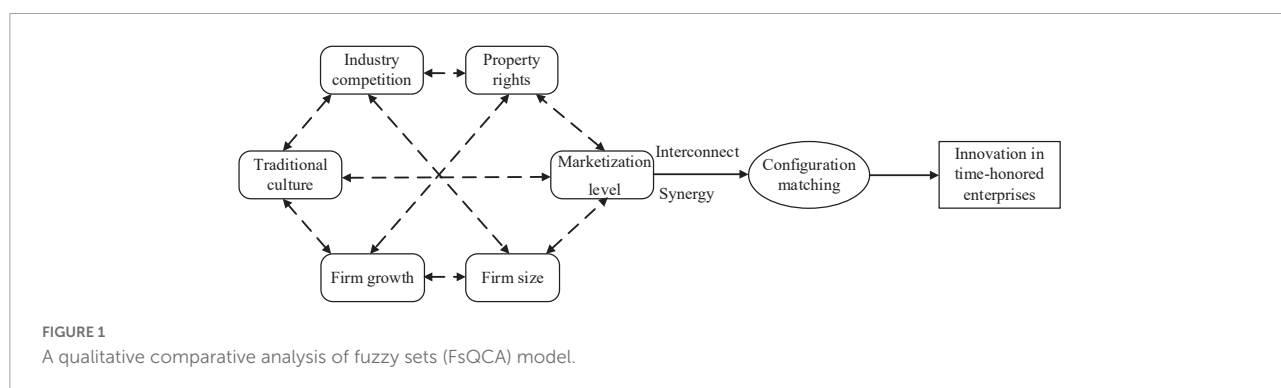 Industry
competition
Property
rights
Traditional
culture
Marketization
level
Interconnect
Synergy
Configuration
matching
Innovation in
time-honored
enterprises
Firm growth
Firm size
FIGURE 1
A qualitative comparative analysis of fuzzy sets (FsQCA) model.